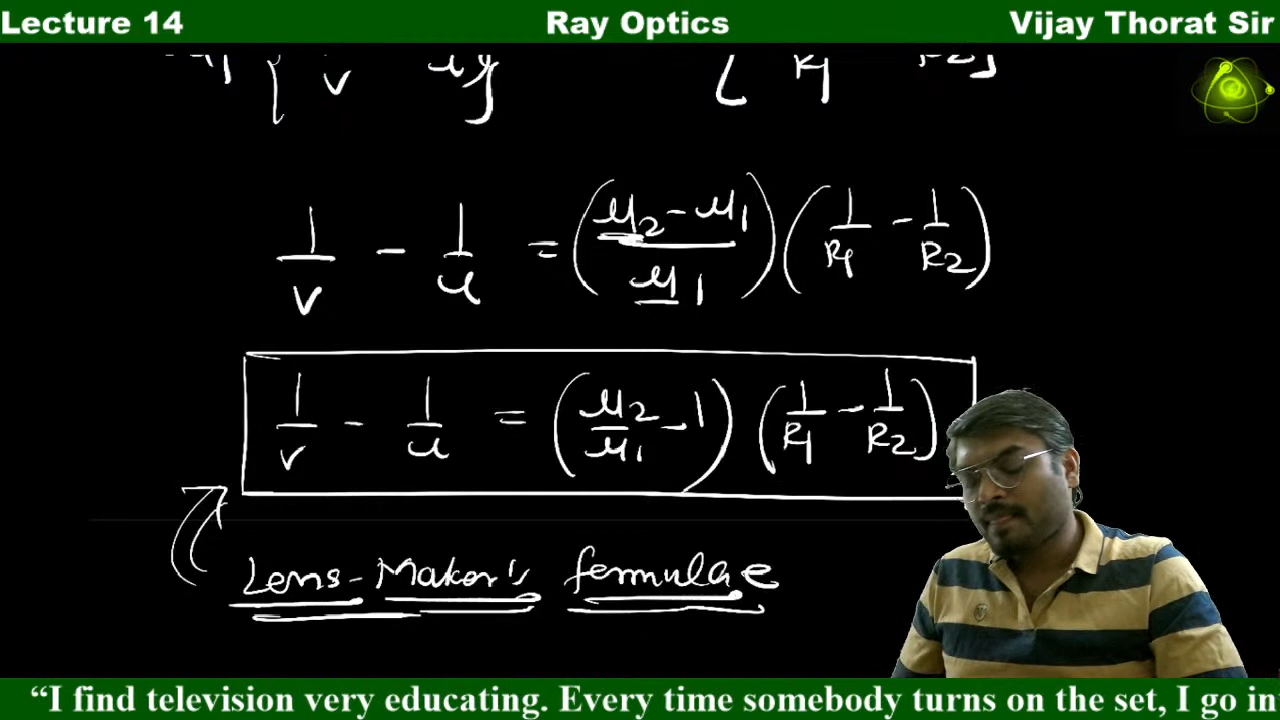 Lecture 14 Ray Optics Vijay Thorat Sir
1/v - 1/u = ((μ2 - μ1)/μ1) (1/R1 - 1/R2)
1/v - 1/u = (μ2/μ1 - 1) (1/R1 - 1/R2)
Lens-Maker's formulae
“I find television very educating. Every time somebody turns on the set, I go in